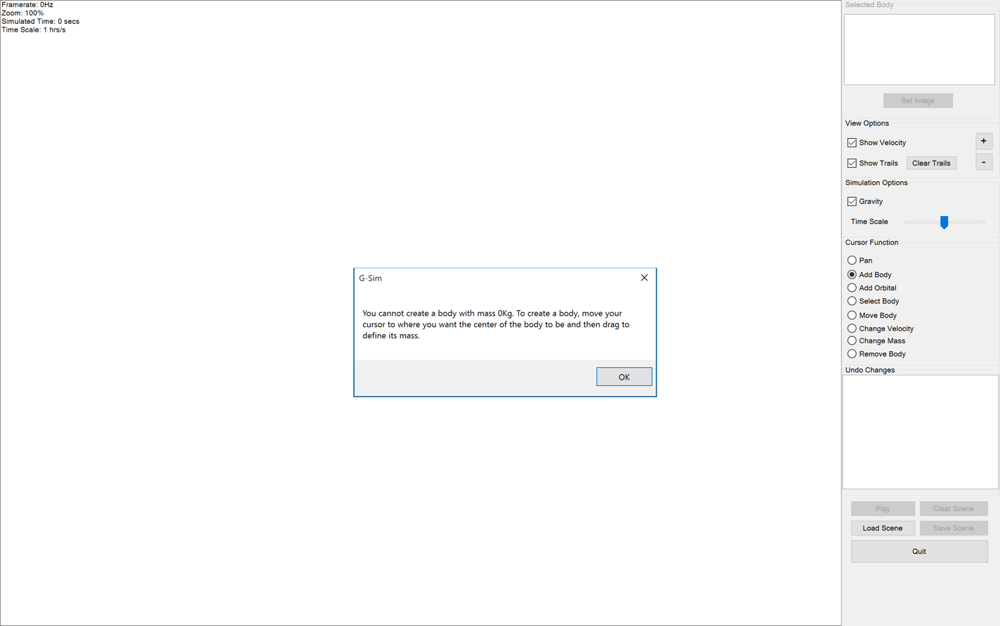 Framerate: 0Hz
Zoom: 100%
Simulated Time: 0 secs
Time Scale: 1 hrs/s
Selected Body
Set Image
View Options
Show Velocity
+
Show Trails
Clear Trails
-
Simulation Options
Gravity
Time Scale
Cursor Function
Pan
Add Body
Add Orbital
Select Body
Move Body
Change Velocity
Change Mass
Remove Body
Undo Changes
Play
Clear Scene
Load Scene
Save Scene
Quit
G-Sim
You cannot create a body with mass 0Kg. To create a body, move your
cursor to where you want the center of the body to be and then drag to
define its mass.
OK